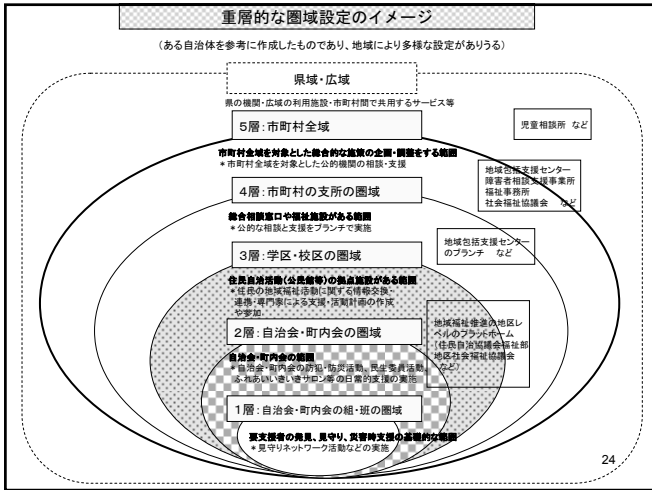 重層的な圏域設定のイメージ
(ある自治体を参考に作成したものであり、地域により多様な設定がありうる)
県域・広域
県の機関・広域の利用施設・市町村間で共用するサービス等
児童相談所 など
5層:市町村全域
市町村全域を対象とした総合的な施策の企画・調整をする範囲
*市町村全域を対象とした公的機関の相談・支援
地域包括支援センター
障害者相談支援事業所
福祉事務所
社会福祉協議会 など
4層:市町村の支所の圏域
総合相談窓口や福祉施設がある範囲
*公的な相談と支援をブランチで実施
地域包括支援センター
のブランチ など
3層:学区・校区の圏域
住民自治活動(公民館等)の拠点施設がある範囲
*住民の地域福祉活動に関する情報交換・
連携・専門家による支援・活動計画の作成
や参加
地域福祉推進の地区レ
ベルのプラットホーム
(住民自治協議会福祉部
地区社会福祉協議会
など)
2層:自治会・町内会の圏域
自治会・町内会の範囲
*自治会・町内会の防犯・防災活動、民生委員活動、
ふれあいいきいきサロン等の日常的支援の実施
1層:自治会・町内会の組・班の圏域
要支援者の発見、見守り、災害時支援の基礎的な範囲
*見守りネットワーク活動などの実施
24